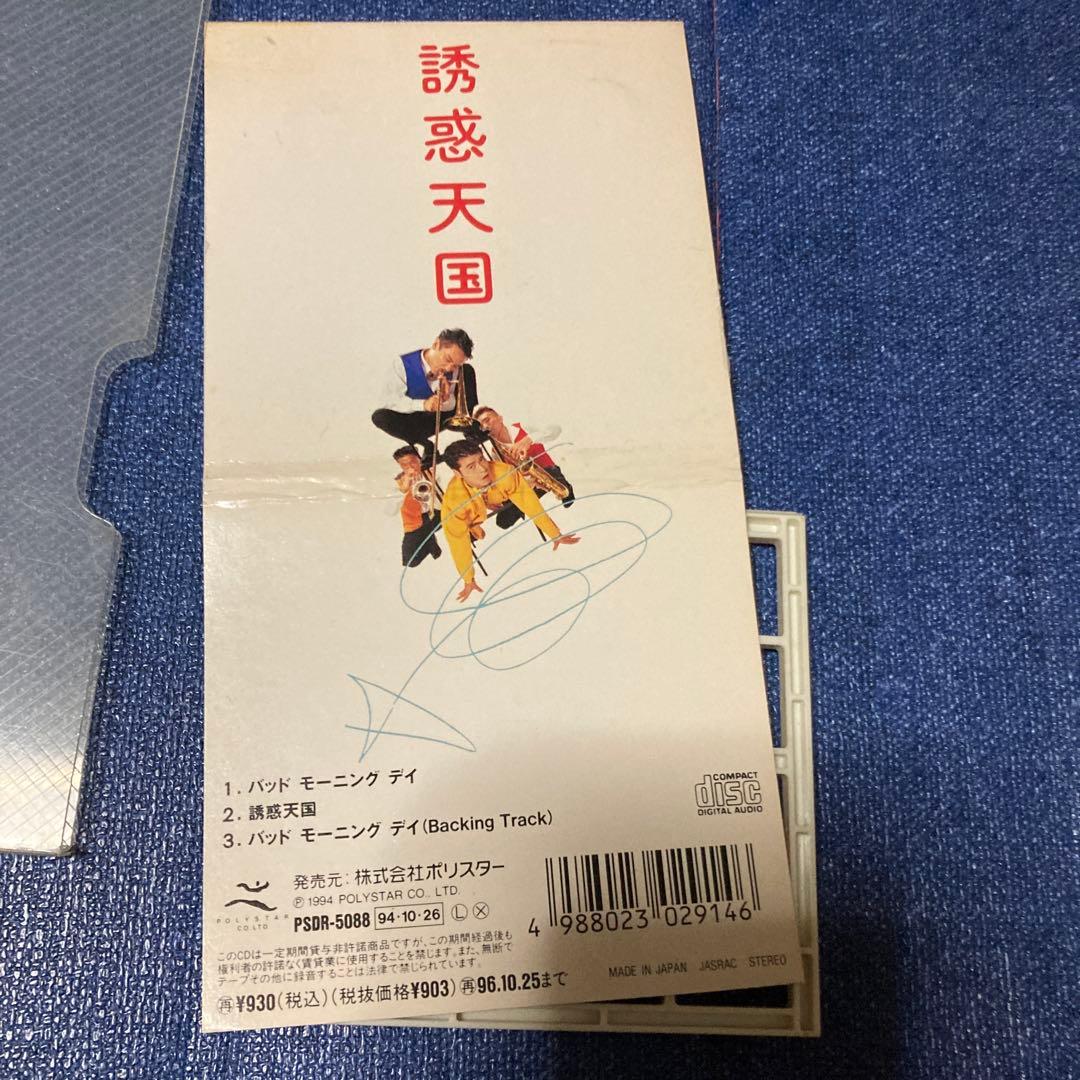 誘惑天国
1. バッド モーニング デイ
2. 誘惑天国
3. バッド モーニング デイ(Backing Track)
COMPACT
disc
DIGITAL AUDIO
POLYSTAR
CO.LTD
発売元:株式会社ポリスター
Ⓟ1994 POLYSTAR CO., LTD.
PSDR-5088 94・10・26 Ⓛ Ⓧ
4 988023 029146
このCDは一定期間貸与非許諾商品ですが、この期間経過後も
権利者の許諾なく賃貸業に使用することを禁じます。また、無断で
テープその他に録音することは法律で禁じられています。
MADE IN JAPAN JASRAC STEREO
㊢¥930(税込)(税抜価格¥903)㊢96.10.25まで